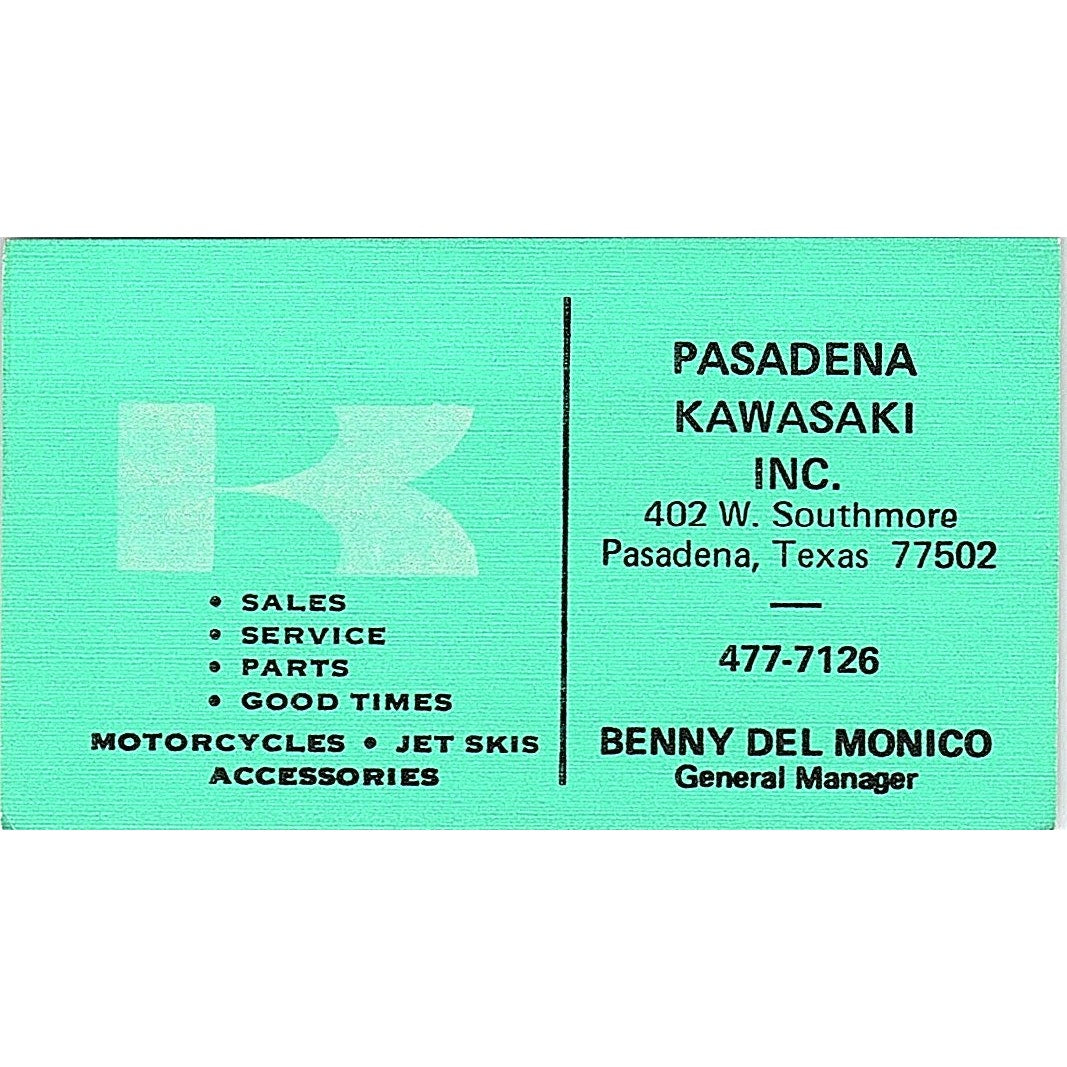 K
• SALES
• SERVICE
• PARTS
• GOOD TIMES
MOTORCYCLES • JET SKIS
ACCESSORIES
PASADENA
KAWASAKI
INC.
402 W. Southmore
Pasadena, Texas 77502
—
477-7126
BENNY DEL MONICO
General Manager